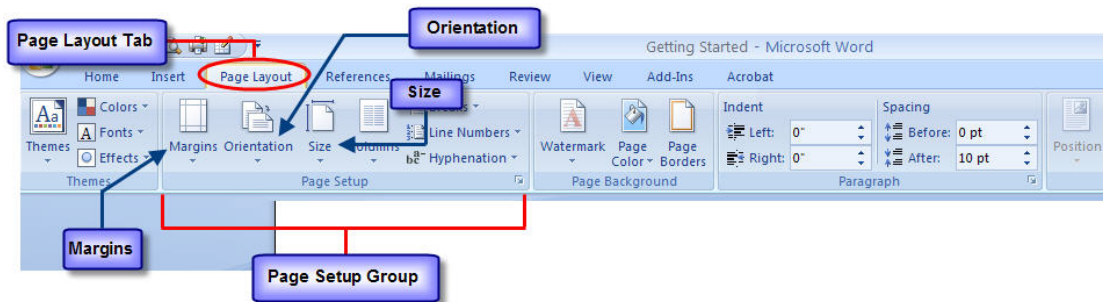 Page Layout Tab
Orientation
Getting Started - Microsoft Word
Home Insert Page Layout References Mailings Review View Add-Ins Acrobat
Size
Themes
Colors
Fonts
Effects
Themes
Margins Orientation Size Columns
Breaks
Line Numbers
Hyphenation
Page Setup
Watermark Page Color Page Borders
Page Background
Indent
Left: 0"
Right: 0"
Spacing
Before: 0 pt
After: 10 pt
Paragraph
Position
Margins
Page Setup Group